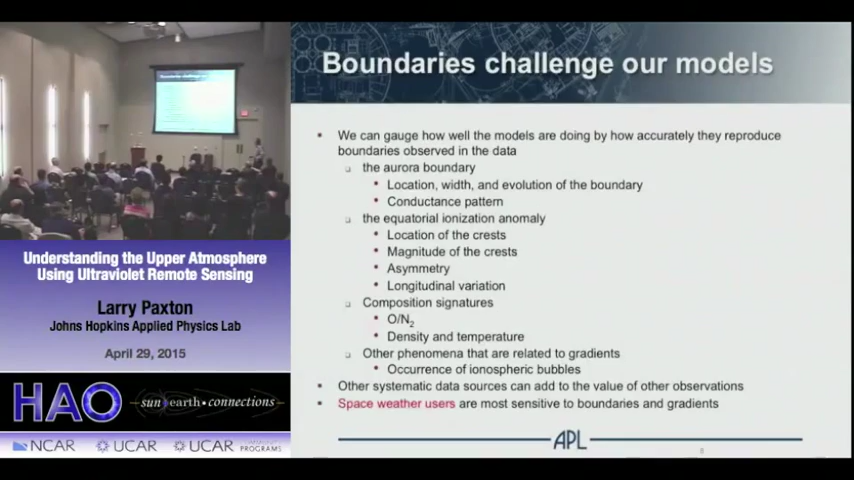 Boundaries challenge our models
We can gauge how well the models are doing by how accurately they reproduce
boundaries observed in the data
the aurora boundary
Location, width, and evolution of the boundary
Conductance pattern
the equatorial ionization anomaly
Location of the crests
Magnitude of the crests
Asymmetry
Longitudinal variation
Composition signatures
O/N2
Density and temperature
Other phenomena that are related to gradients
Occurrence of ionospheric bubbles
Other systematic data sources can add to the value of other observations
Space weather users are most sensitive to boundaries and gradients
APL
8
Understanding the Upper Atmosphere
Using Ultraviolet Remote Sensing
Larry Paxton
Johns Hopkins Applied Physics Lab
April 29, 2015
HAO
sun earth • connections
NCAR
UCAR
UCAR
PROGRAMS